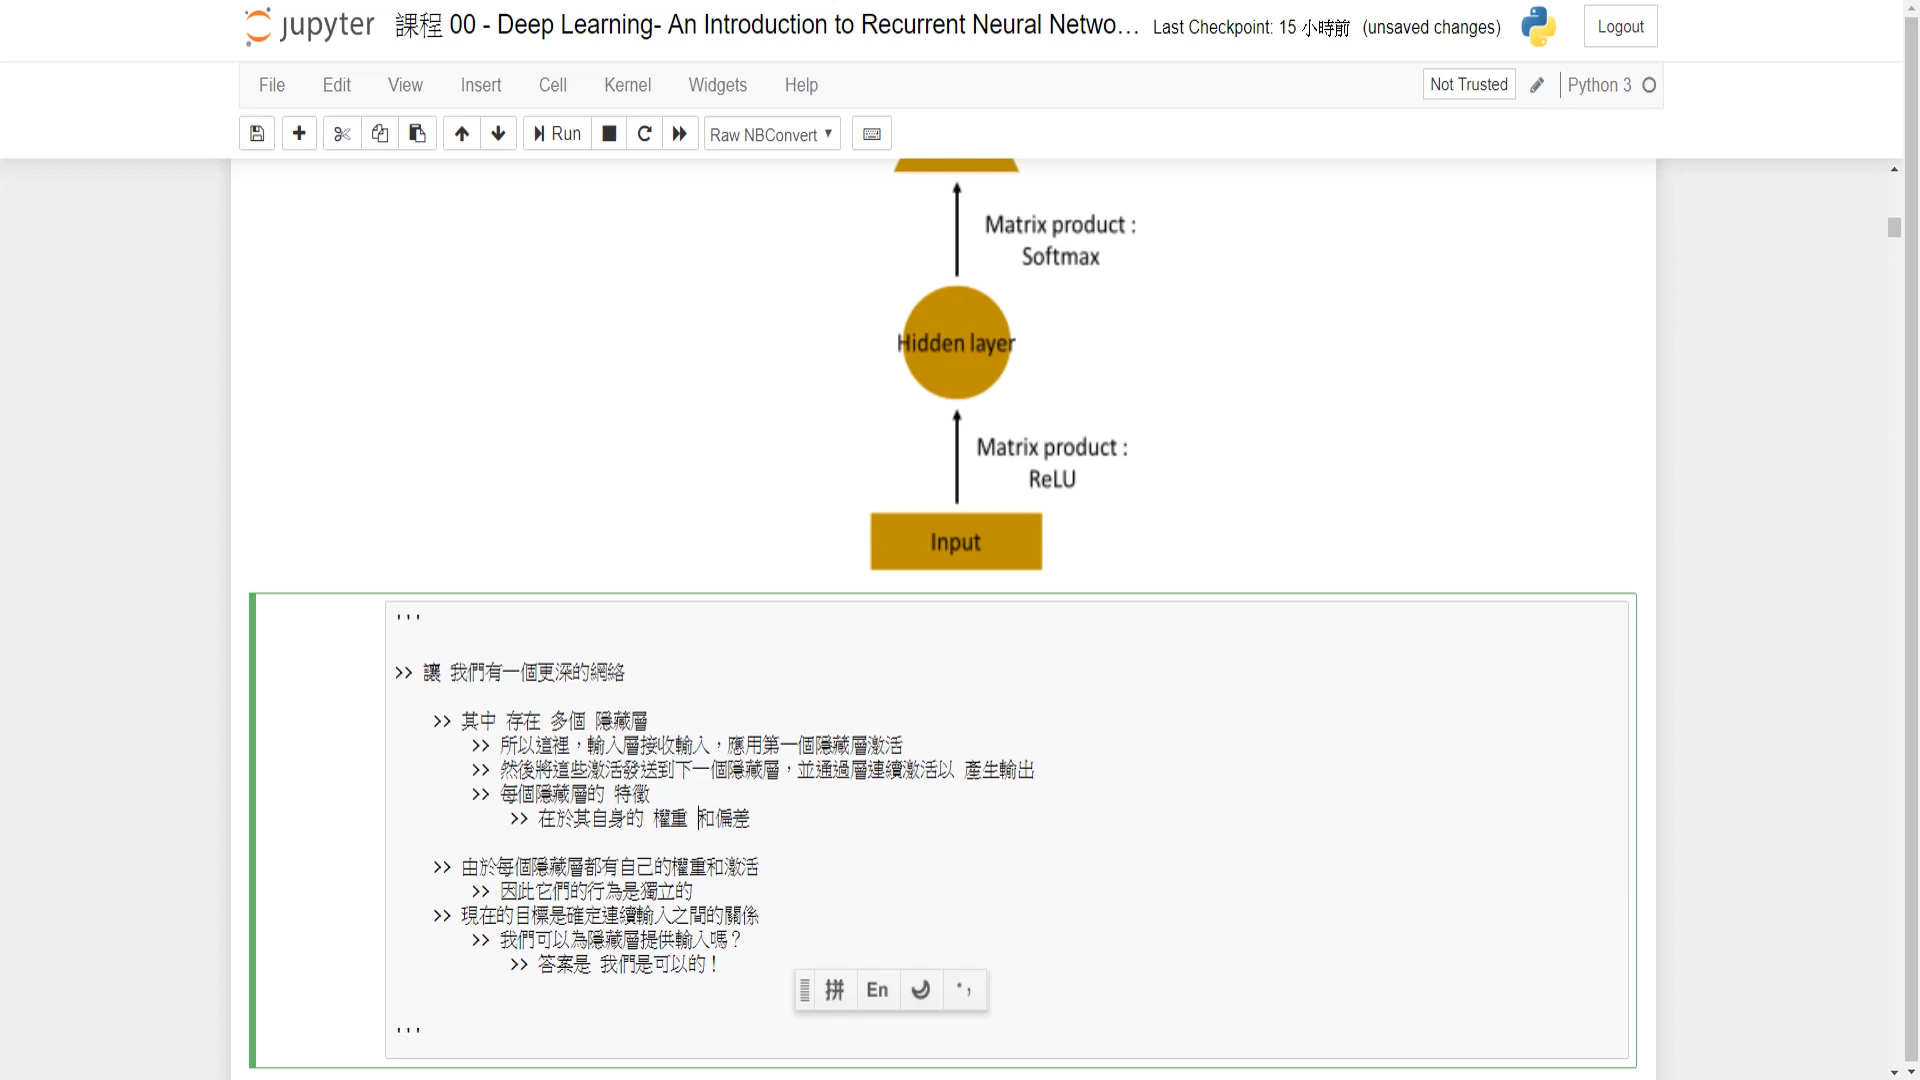 jupyter 課程 00 - Deep Learning- An Introduction to Recurrent Neural Netwo... Last Checkpoint: 15 小時前 (unsaved changes) Logout
File Edit View Insert Cell Kernel Widgets Help Not Trusted Python 3
Run Raw NBConvert
Matrix product :
Softmax
Hidden layer
Matrix product :
ReLU
Input
'''
>> 讓 我們有一個更深的網絡
>> 其中 存在 多個 隱藏層
>> 所以這裡，輸入層接收輸入，應用第一個隱藏層激活
>> 然後將這些激活發送到下一個隱藏層，並通過層連續激活以 產生輸出
>> 每個隱藏層的 特徵
>> 在於其自身的 權重 和偏差
>> 由於每個隱藏層都有自己的權重和激活
>> 因此它們的行為是獨立的
>> 現在的目標是確定連續輸入之間的關係
>> 我們可以為隱藏層提供輸入嗎？
>> 答案是 我們是可以的！
拼 En
'''